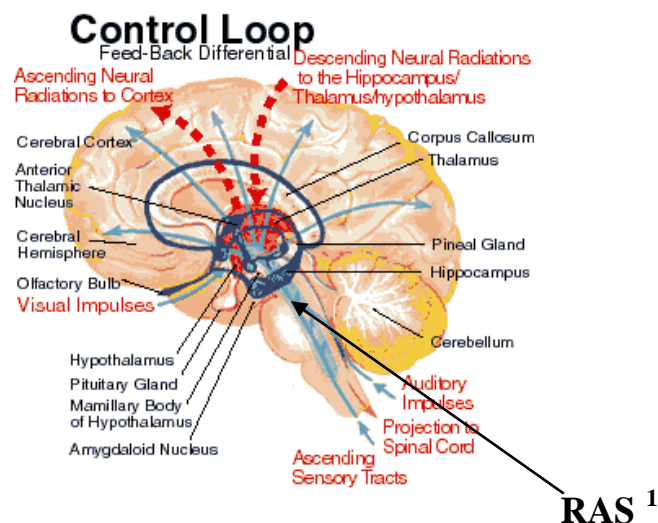 Control Loop
Feed-Back Differential
Ascending Neural
Radiations to Cortex
Descending Neural Radiations
to the Hippocampus/
Thalamus/hypothalamus
Cerebral Cortex
Anterior
Thalamic
Nucleus
Cerebral
Hemisphere
Olfactory Bulb
Visual Impulses
Corpus Callosum
Thalamus
Pineal Gland
Hippocampus
Cerebellum
Hypothalamus
Pituitary Gland
Mamillary Body
of Hypothalamus
Amygdaloid Nucleus
Auditory
Impulses
Projection to
Spinal Cord
Ascending
Sensory Tracts
RAS 1